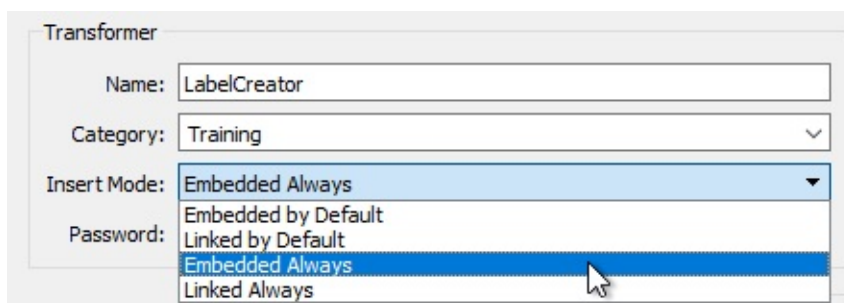 Transformer
Name: LabelCreator
Category: Training
Insert Mode: Embedded Always
Embedded by Default
Password: Linked by Default
Embedded Always
Linked Always